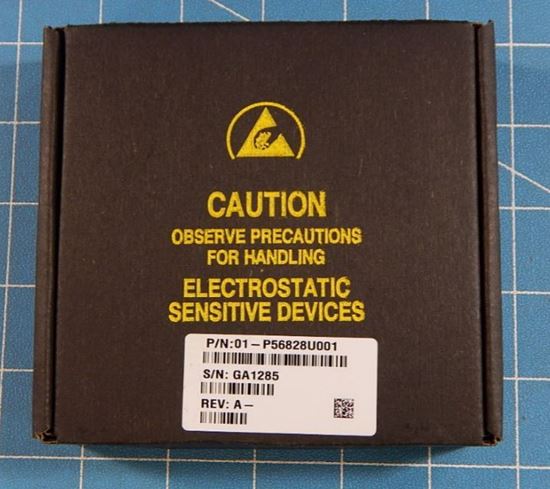 CAUTION
OBSERVE PRECAUTIONS
FOR HANDLING
ELECTROSTATIC
SENSITIVE DEVICES
P/N:01-P56828U001
S/N: GA1285
REV: A-